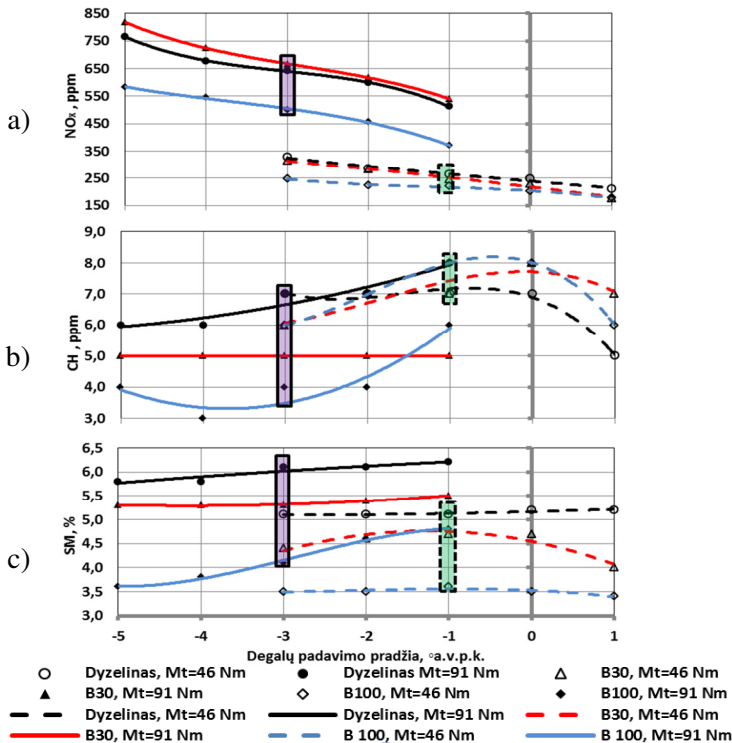 a)
NOx, ppm
850
750
650
550
450
350
250
150
b)
CH, ppm
9,0
8,0
7,0
6,0
5,0
4,0
3,0
c)
SM, %
6,5
6,0
5,5
5,0
4,5
4,0
3,5
3,0
-5 -4 -3 -2 -1 0 1
Degalų padavimo pradžia, ◦a.v.p.k.
Dyzelinas, Mt=46 Nm Dyzelinas Mt=91 Nm B30, Mt=46 Nm
B30, Mt=91 Nm B100, Mt=46 Nm B100, Mt=91 Nm
Dyzelinas, Mt=46 Nm Dyzelinas, Mt=91 Nm B30, Mt=46 Nm
B30, Mt=91 Nm B 100, Mt=46 Nm B 100, Mt=91 Nm